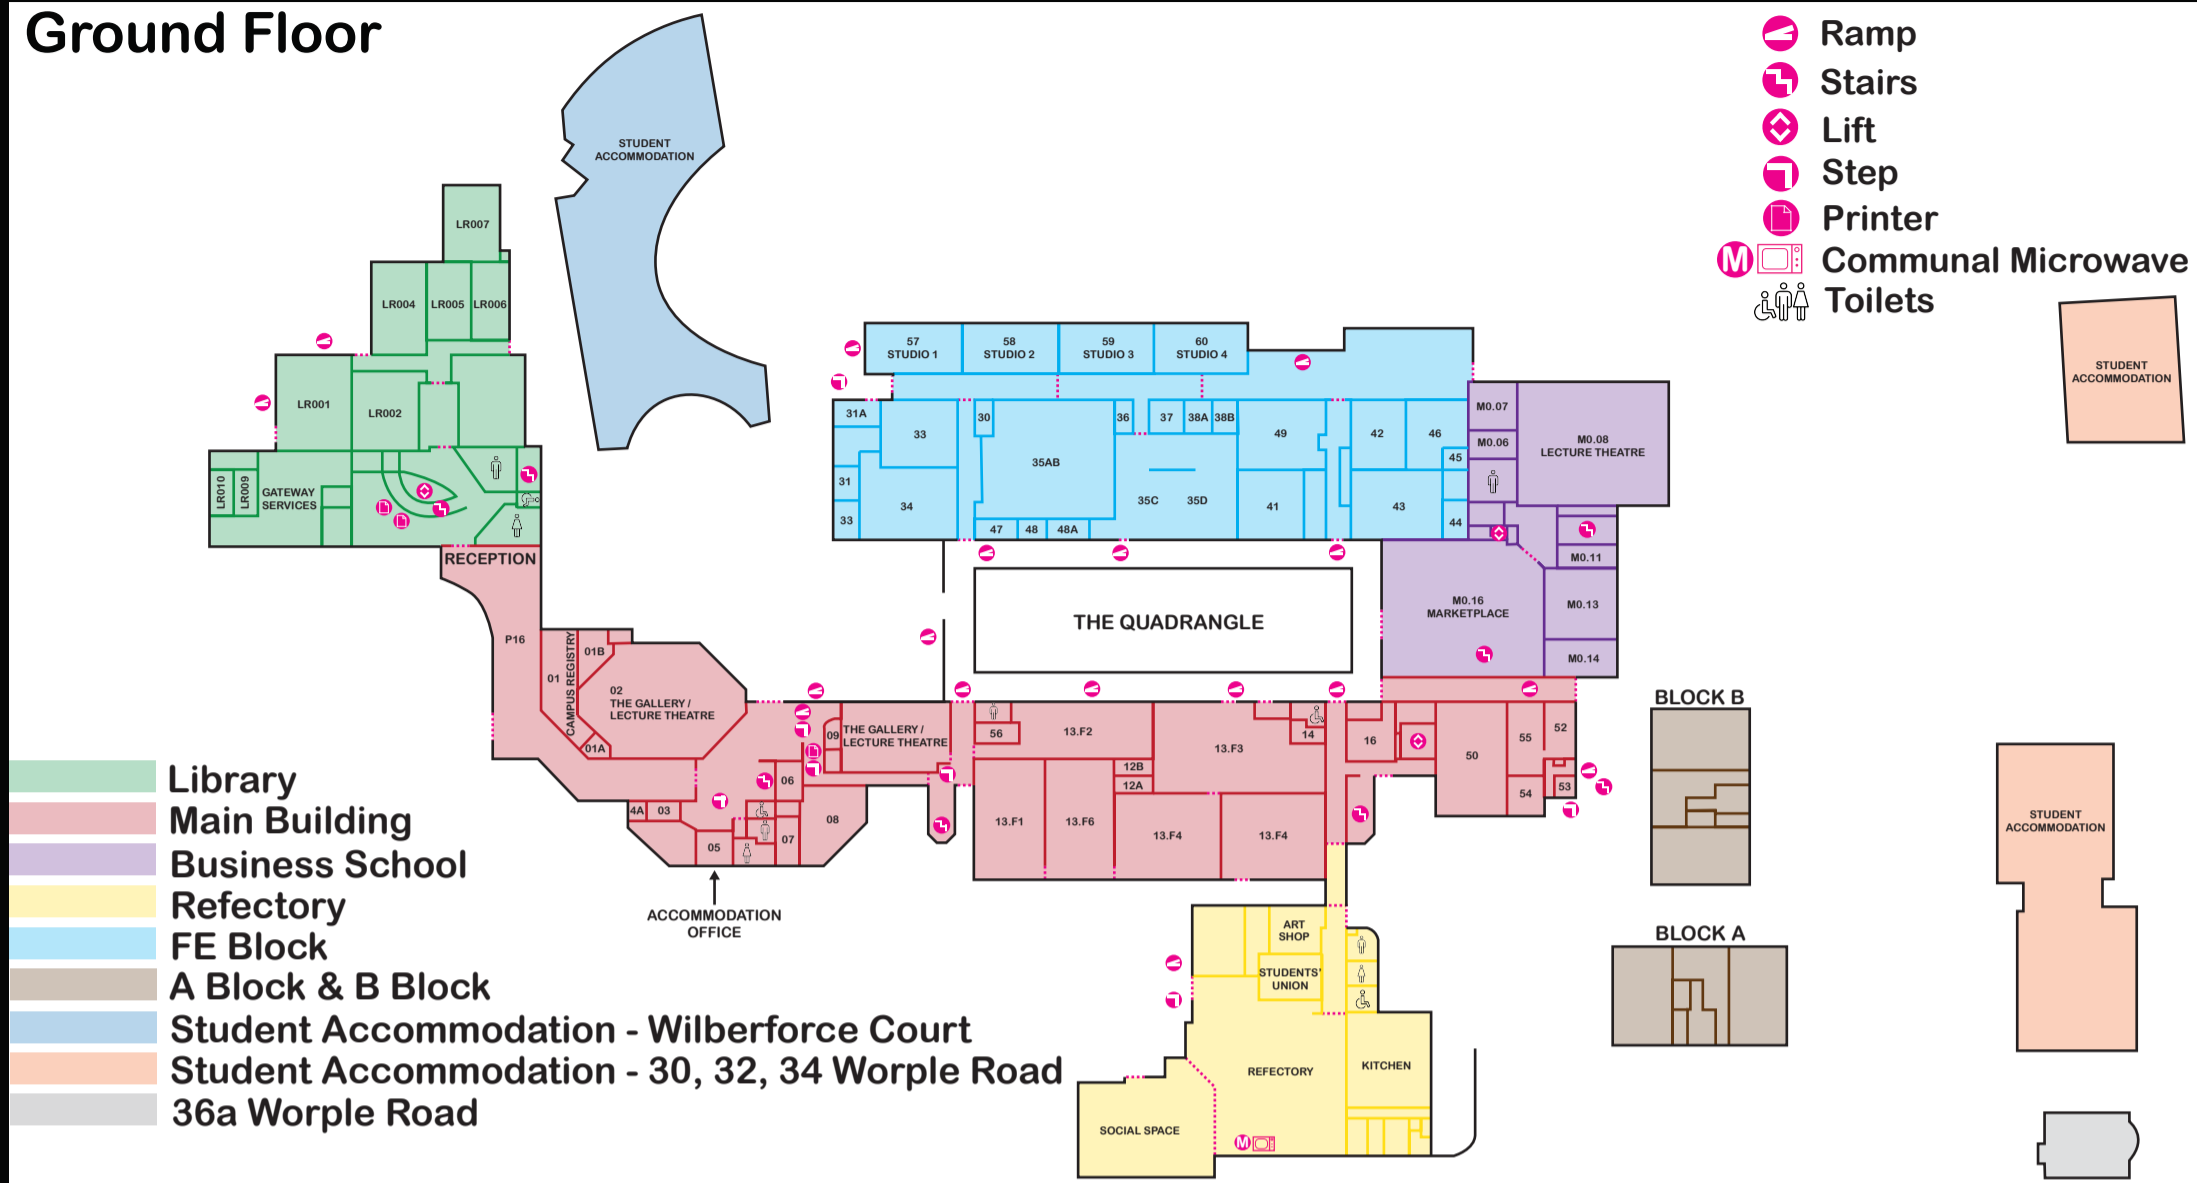 Ground Floor
Ramp
Stairs
Lift
Step
Printer
M
Communal Microwave
Toilets
STUDENT
ACCOMMODATION
LR007
LR004
LR005
LR006
LR001
LR002
LR010
LR009
GATEWAY
SERVICES
RECEPTION
P16
01
CAMPUS REGISTRY
01B
02
THE GALLERY /
LECTURE THEATRE
01A
4A
03
05
06
07
08
09
THE GALLERY /
LECTURE THEATRE
ACCOMMODATION
OFFICE
57
STUDIO 1
58
STUDIO 2
59
STUDIO 3
60
STUDIO 4
31A
33
30
36
37
38A
38B
49
42
46
45
35AB
31
33
34
35C
35D
41
43
44
47
48
48A
THE QUADRANGLE
M0.07
M0.06
M0.08
LECTURE THEATRE
M0.11
M0.13
M0.14
M0.16
MARKETPLACE
56
13.F2
13.F3
14
16
50
55
52
12B
12A
54
53
13.F1
13.F6
13.F4
13.F4
ART
SHOP
STUDENTS'
UNION
REFECTORY
KITCHEN
SOCIAL SPACE
M
BLOCK B
BLOCK A
STUDENT
ACCOMMODATION
STUDENT
ACCOMMODATION
Library
Main Building
Business School
Refectory
FE Block
A Block & B Block
Student Accommodation - Wilberforce Court
Student Accommodation - 30, 32, 34 Worple Road
36a Worple Road